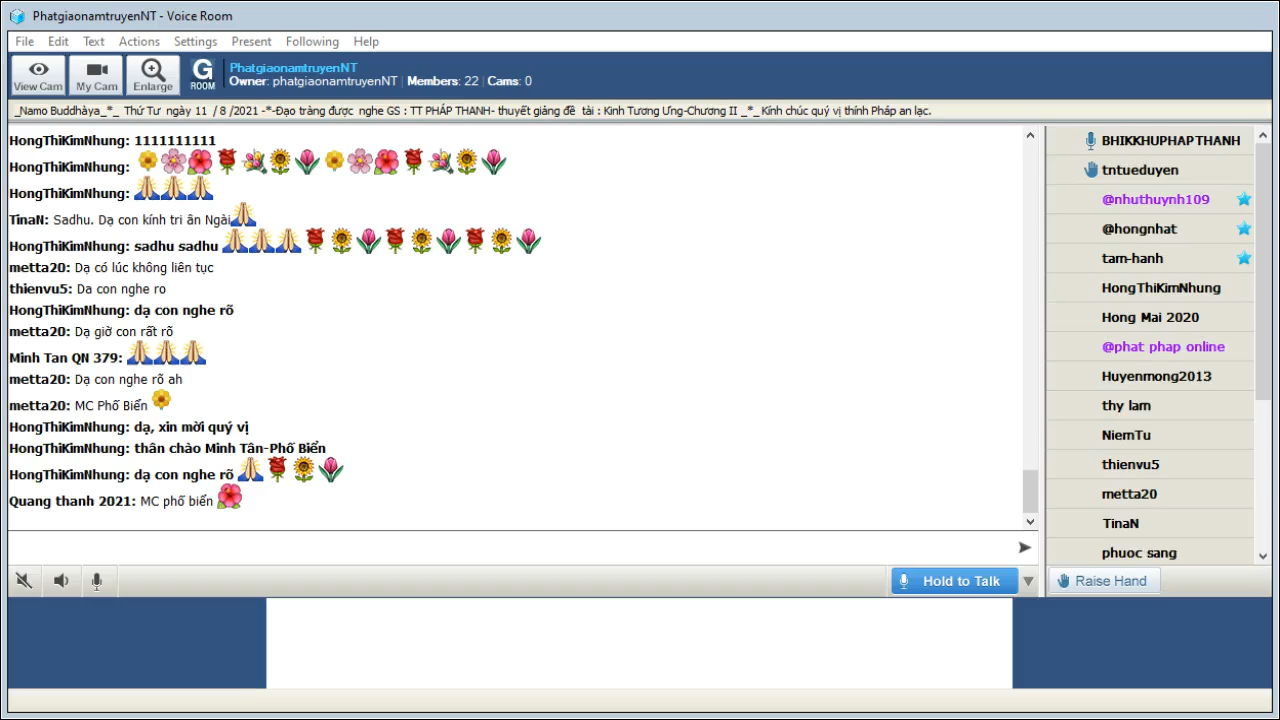 PhatgiaonamtruyenNT - Voice Room
File Edit Text Actions Settings Present Following Help
View Cam
My Cam
Enlarge
G
ROOM
PhatgiaonamtruyenNT
Owner: phatgiaonamtruyenNT | Members: 22 | Cams: 0
_Namo Buddhàya_*_ Thứ Tư ngày 11 / 8 /2021 -*-Đạo tràng được nghe GS : TT PHÁP THANH- thuyết giảng đề tài : Kinh Tương Ưng-Chương II _*_ Kính chúc quý vị thính Pháp an lạc.
HongThiKimNhung: 1111111111
HongThiKimNhung:
HongThiKimNhung:
TinaN: Sadhu. Dạ con kính tri ân Ngài
HongThiKimNhung: sadhu sadhu
metta20: Dạ có lúc không liên tục
thienvu5: Da con nghe ro
HongThiKimNhung: dạ con nghe rõ
metta20: Dạ giờ con rất rõ
Minh Tan QN 379:
metta20: Dạ con nghe rõ ah
metta20: MC Phố Biển
HongThiKimNhung: dạ, xin mời quý vị
HongThiKimNhung: thân chào Minh Tân-Phố Biển
HongThiKimNhung: dạ con nghe rõ
Quang thanh 2021: MC phố biển
BHIKKHUPHAPTHANH
tntueduyen
@nhuthuynh109
@hongnhat
tam-hanh
HongThiKimNhung
Hong Mai 2020
@phat phap online
Huyenmong2013
thy lam
NiemTu
thienvu5
metta20
TinaN
phuoc sang
Hold to Talk
Raise Hand